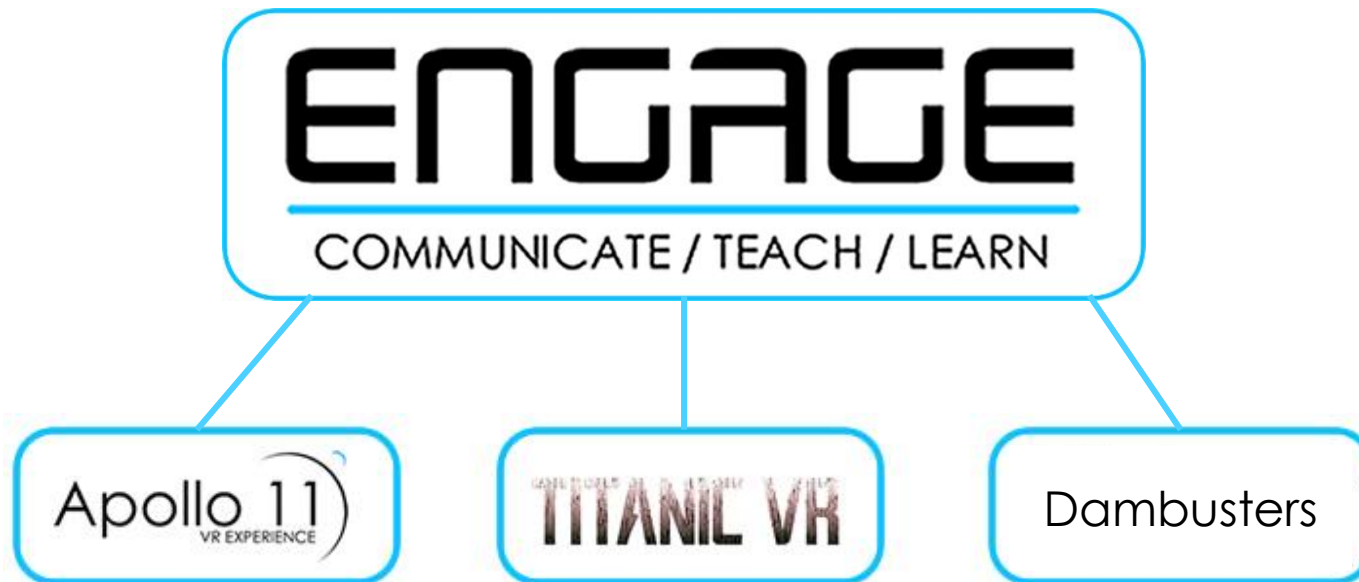 ENGAGE
COMMUNICATE / TEACH / LEARN
Apollo 11
VR EXPERIENCE
TITANIC VR
Dambusters